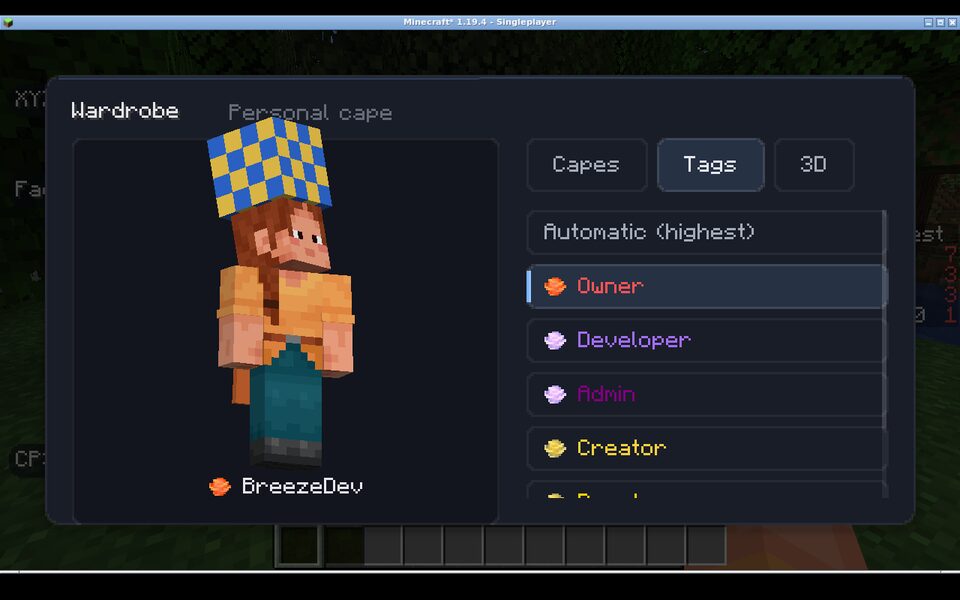 Minecraft* 1.19.4 - Singleplayer
Wardrobe
Personal cape
Capes
Tags
3D
Automatic (highest)
Owner
Developer
Admin
Creator
BreezeDev